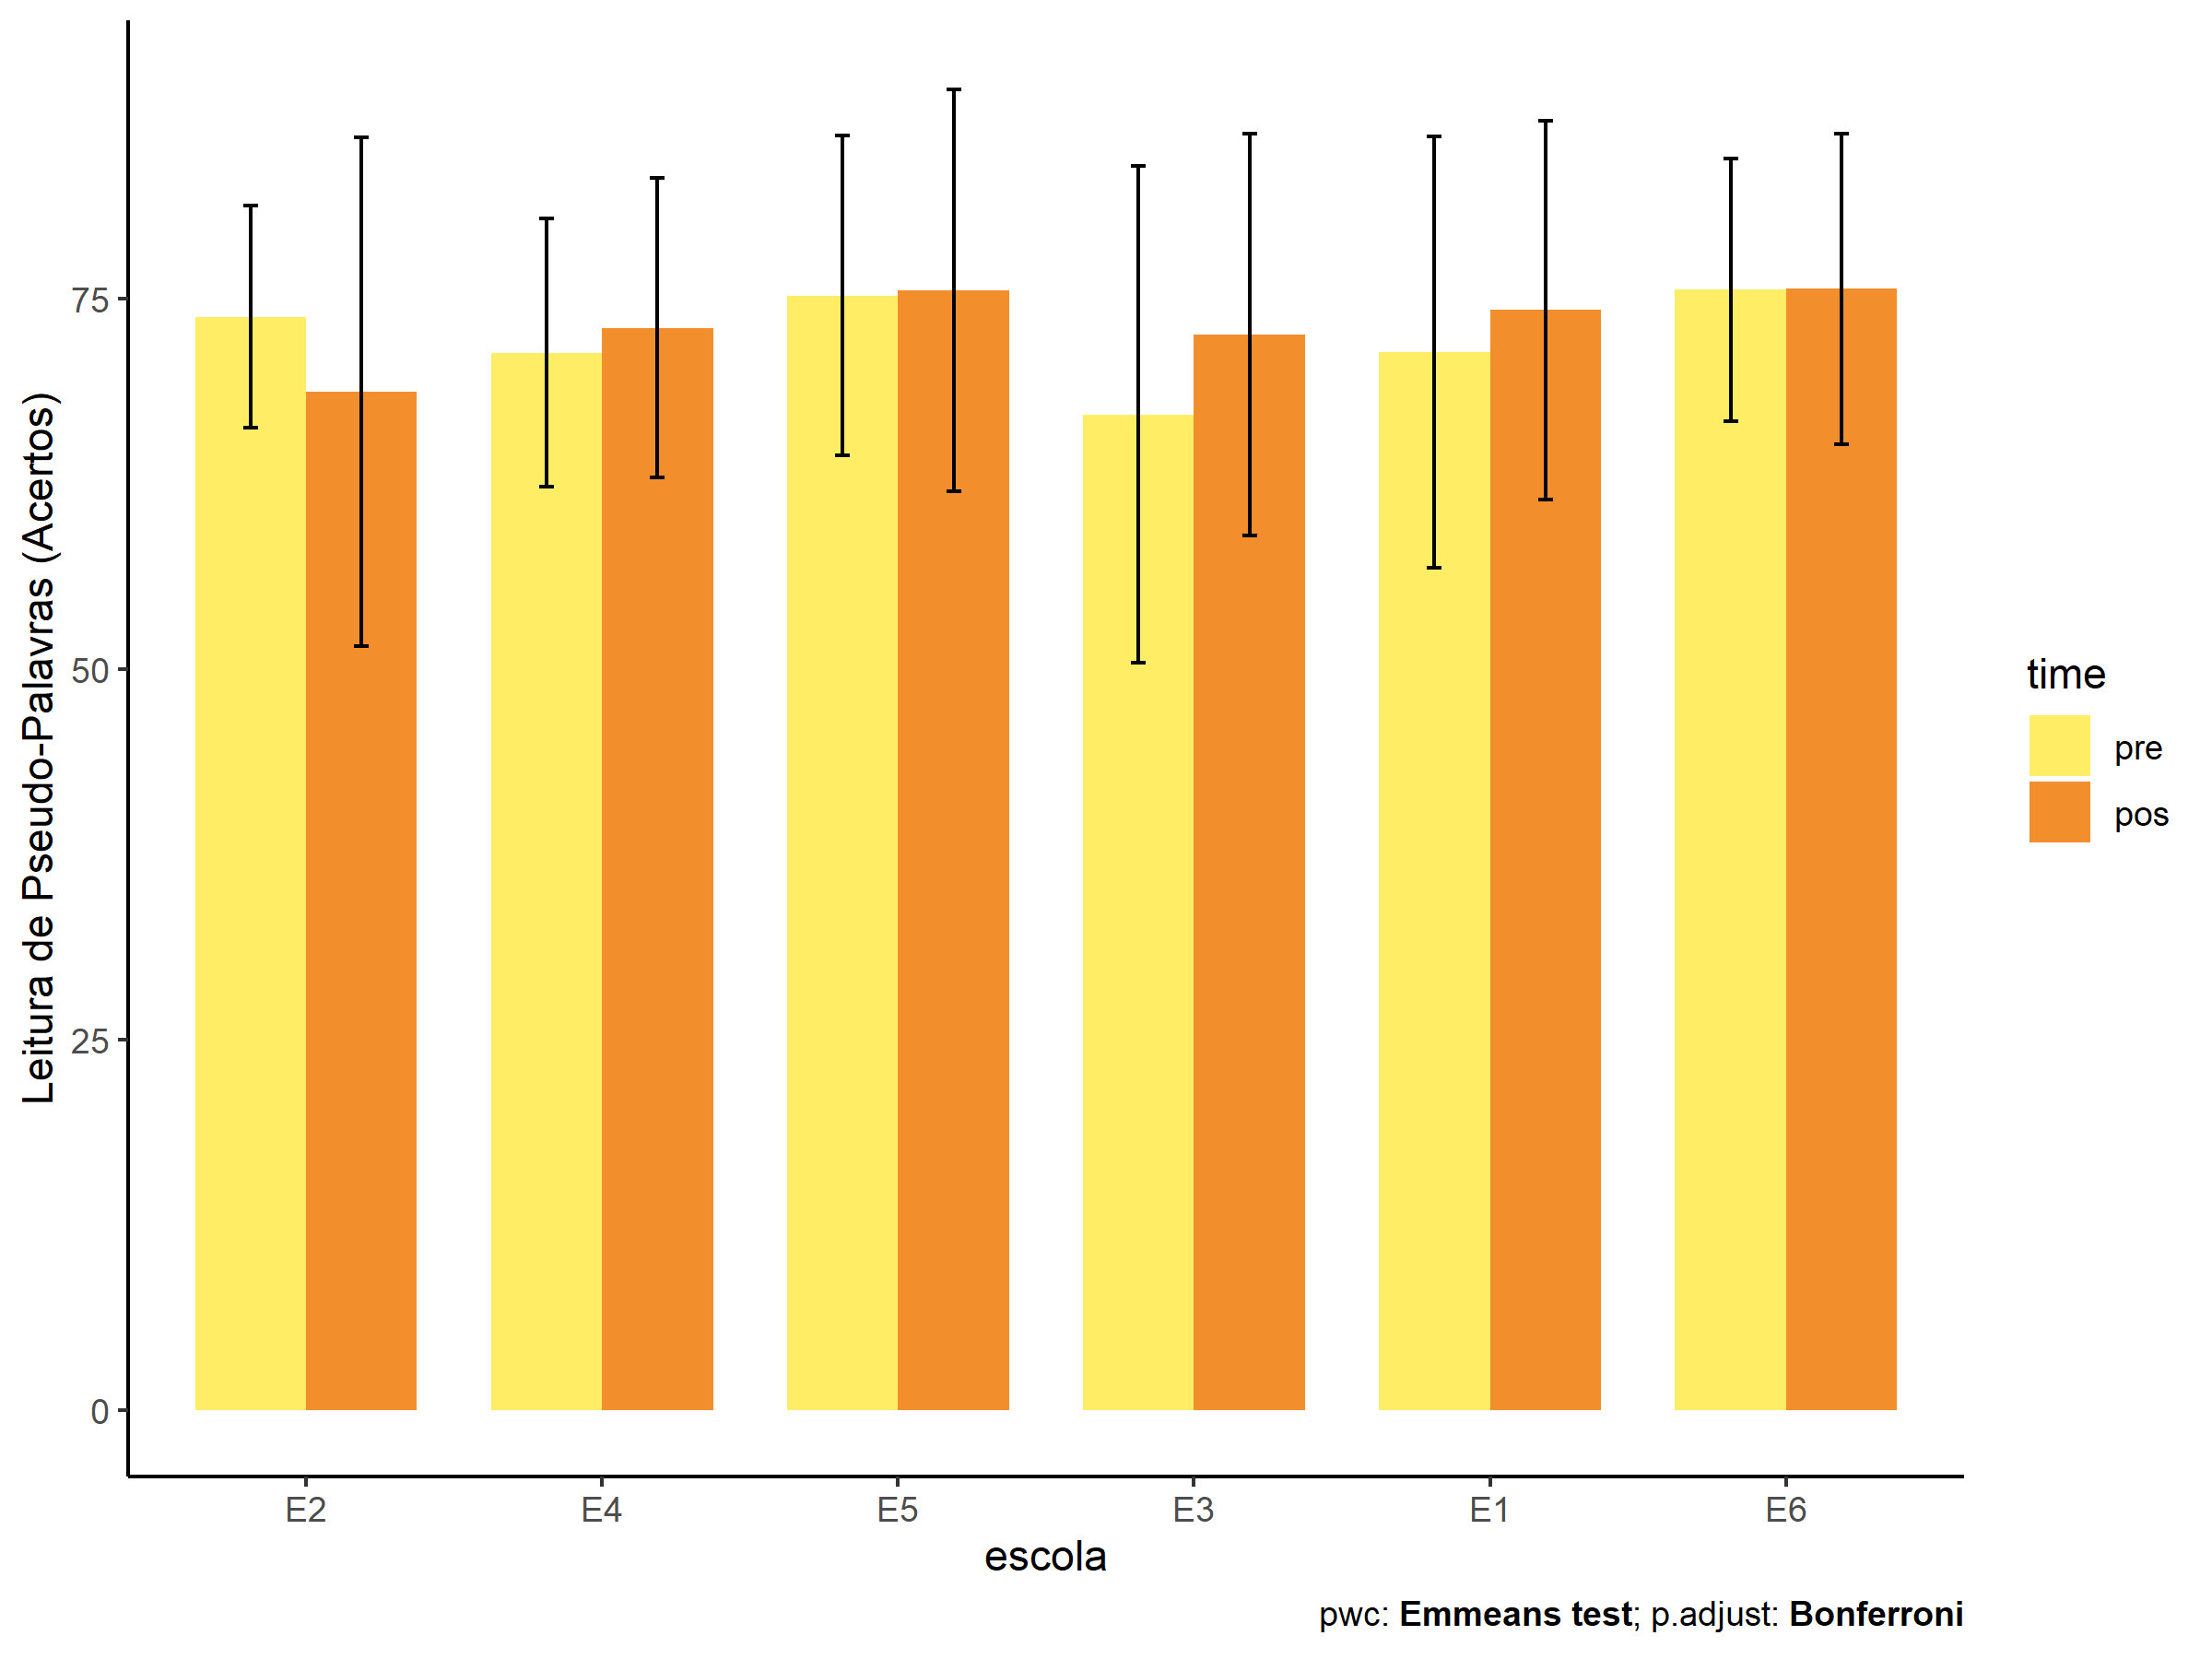 Leitura de Pseudo-Palavras (Acertos)
75
50
25
0
E2 E4 E5 E3 E1 E6
escola
time
pre
pos
pwc: Emmeans test; p.adjust: Bonferroni